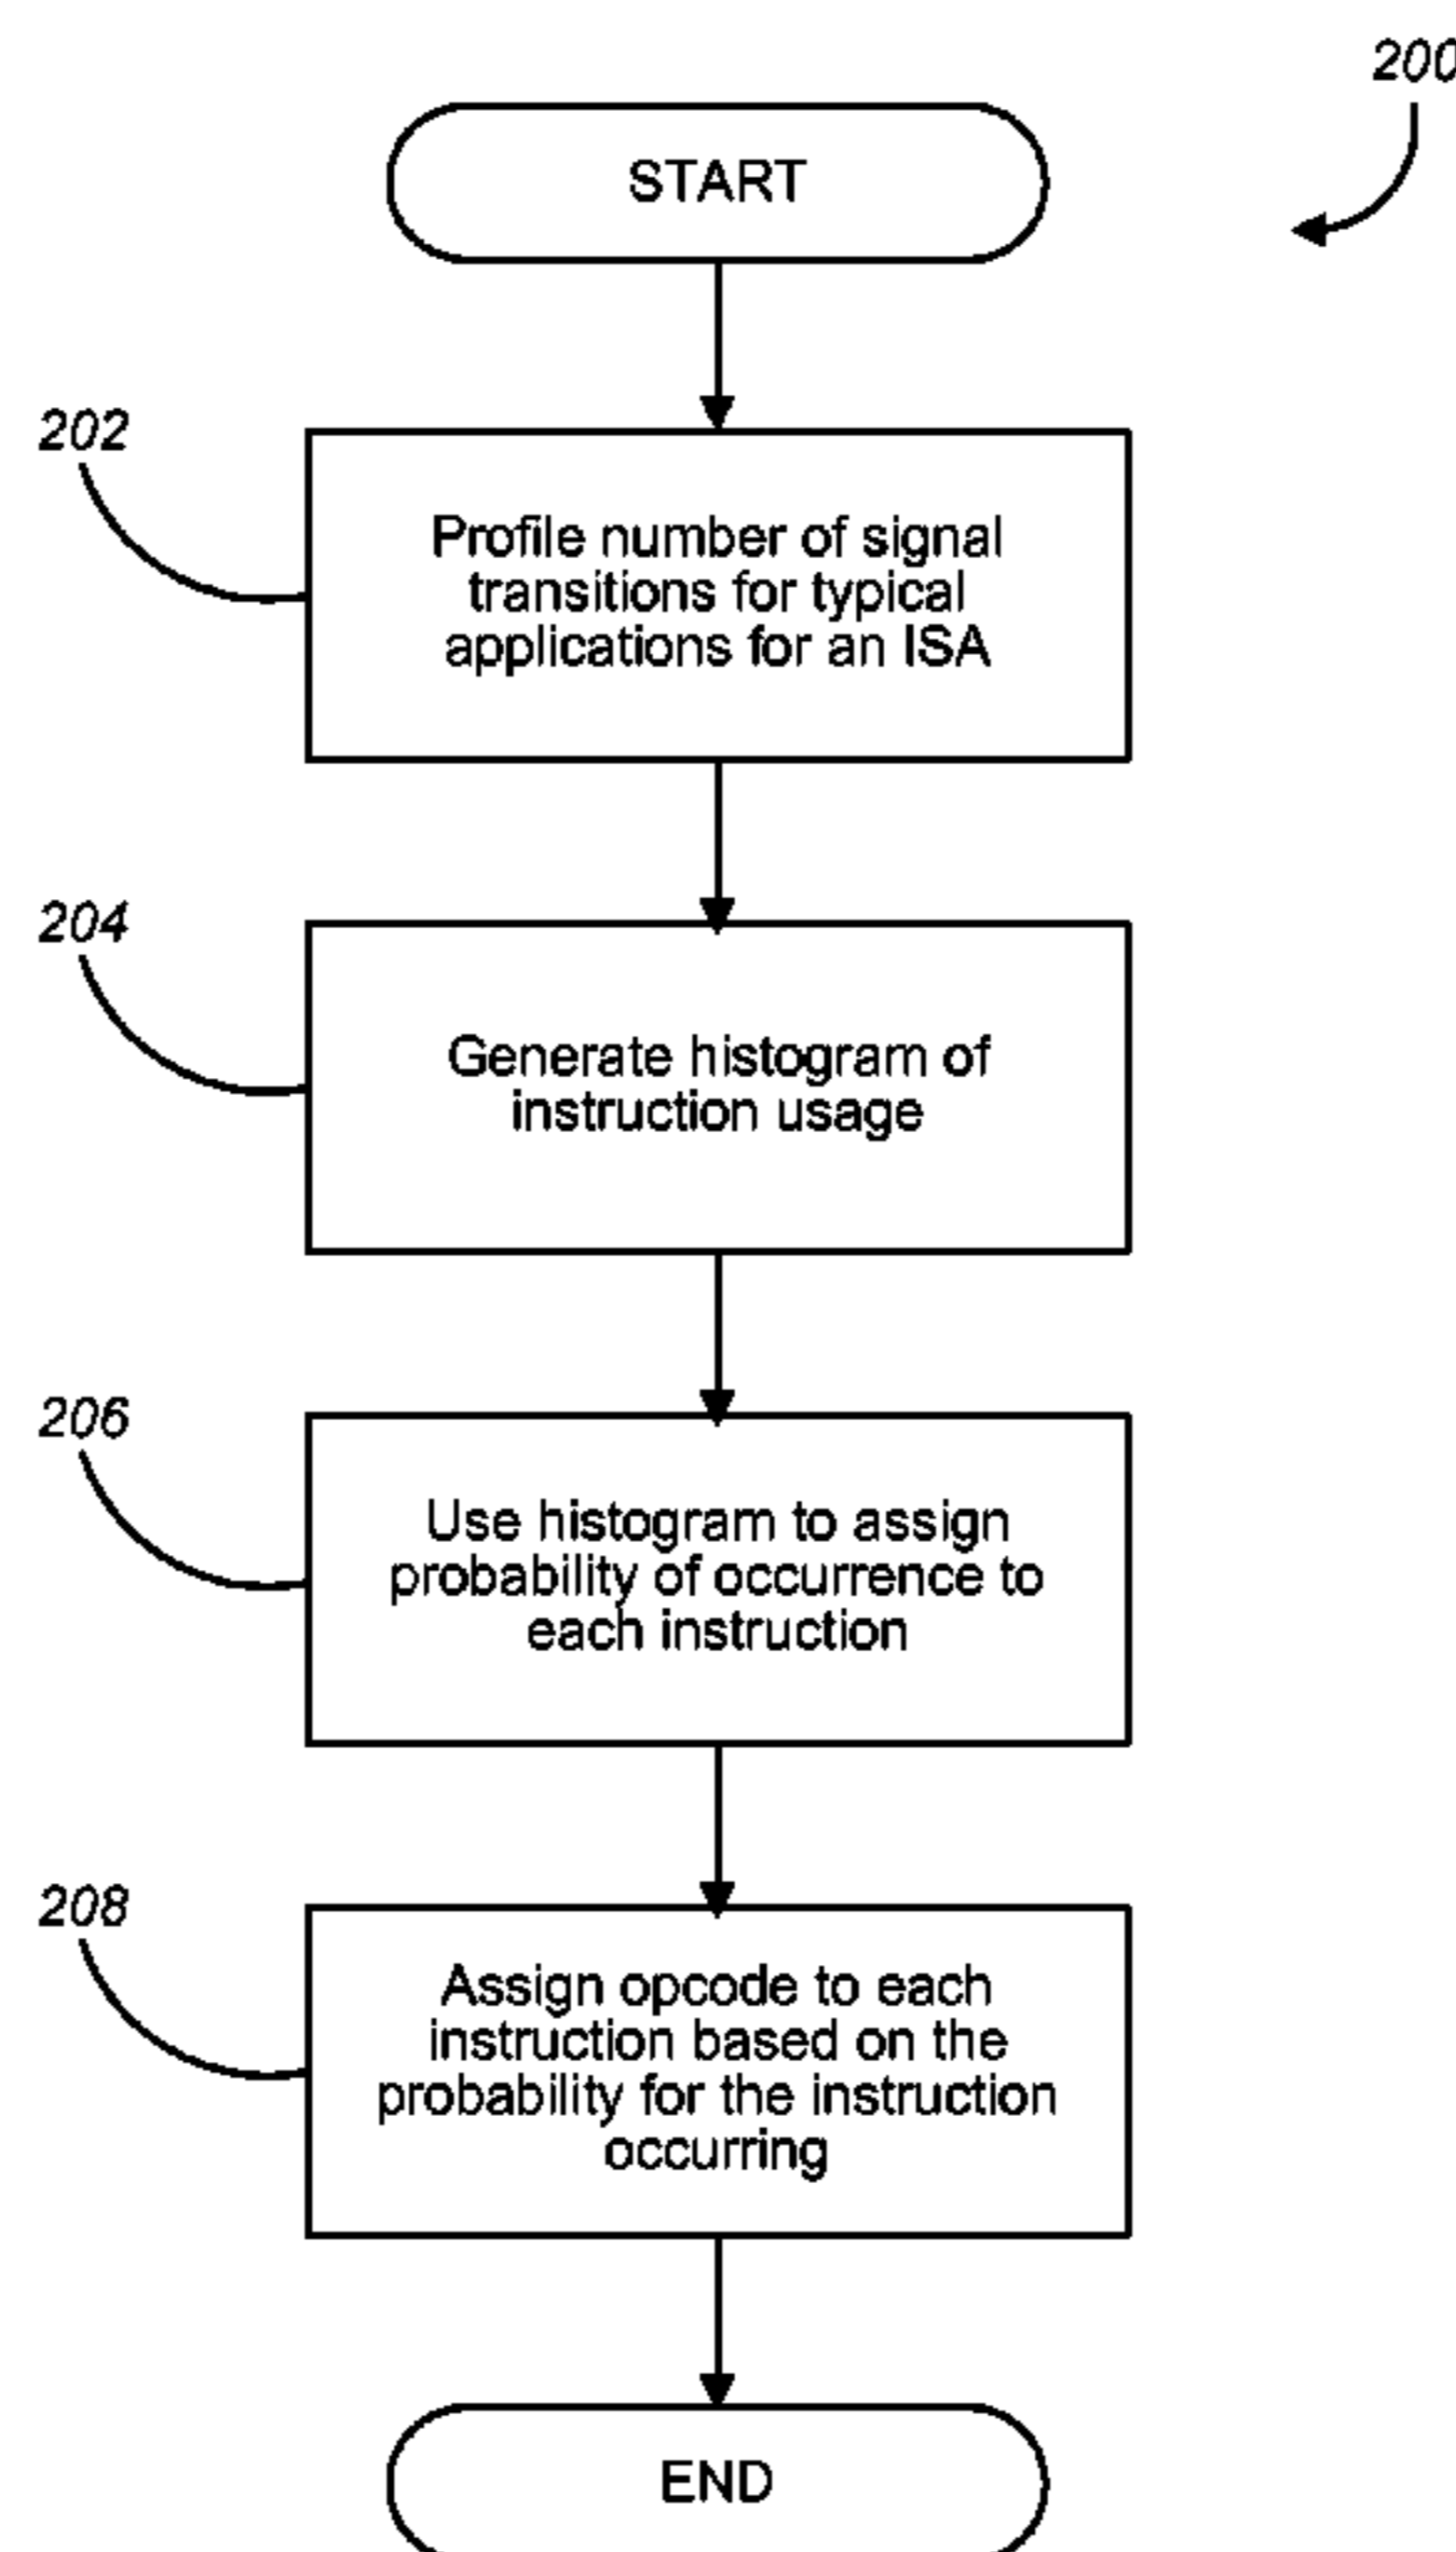 200
START
202
Profile number of signal
transitions for typical
applications for an ISA
204
Generate histogram of
instruction usage
206
Use histogram to assign
probability of occurrence to
each instruction
208
Assign opcode to each
instruction based on the
probability for the instruction
occurring
END